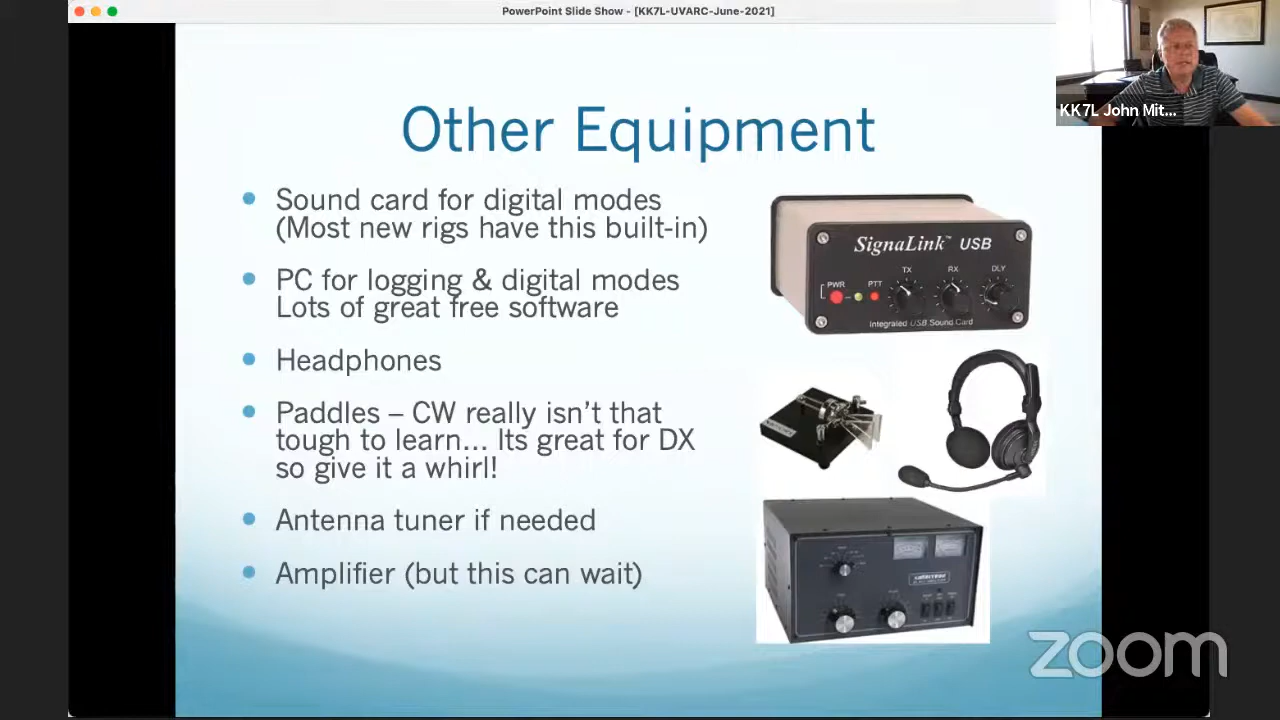 PowerPoint Slide Show - [KK7L-UVARC-June-2021]
KK7L John Mit...
Other Equipment
Sound card for digital modes
(Most new rigs have this built-in)
PC for logging & digital modes
Lots of great free software
Headphones
Paddles – CW really isn't that
tough to learn... Its great for DX
so give it a whirl!
Antenna tuner if needed
Amplifier (but this can wait)
SignaLink™ USB
TX RX DLY
PWR PTT
Integrated USB Sound Card
zoom